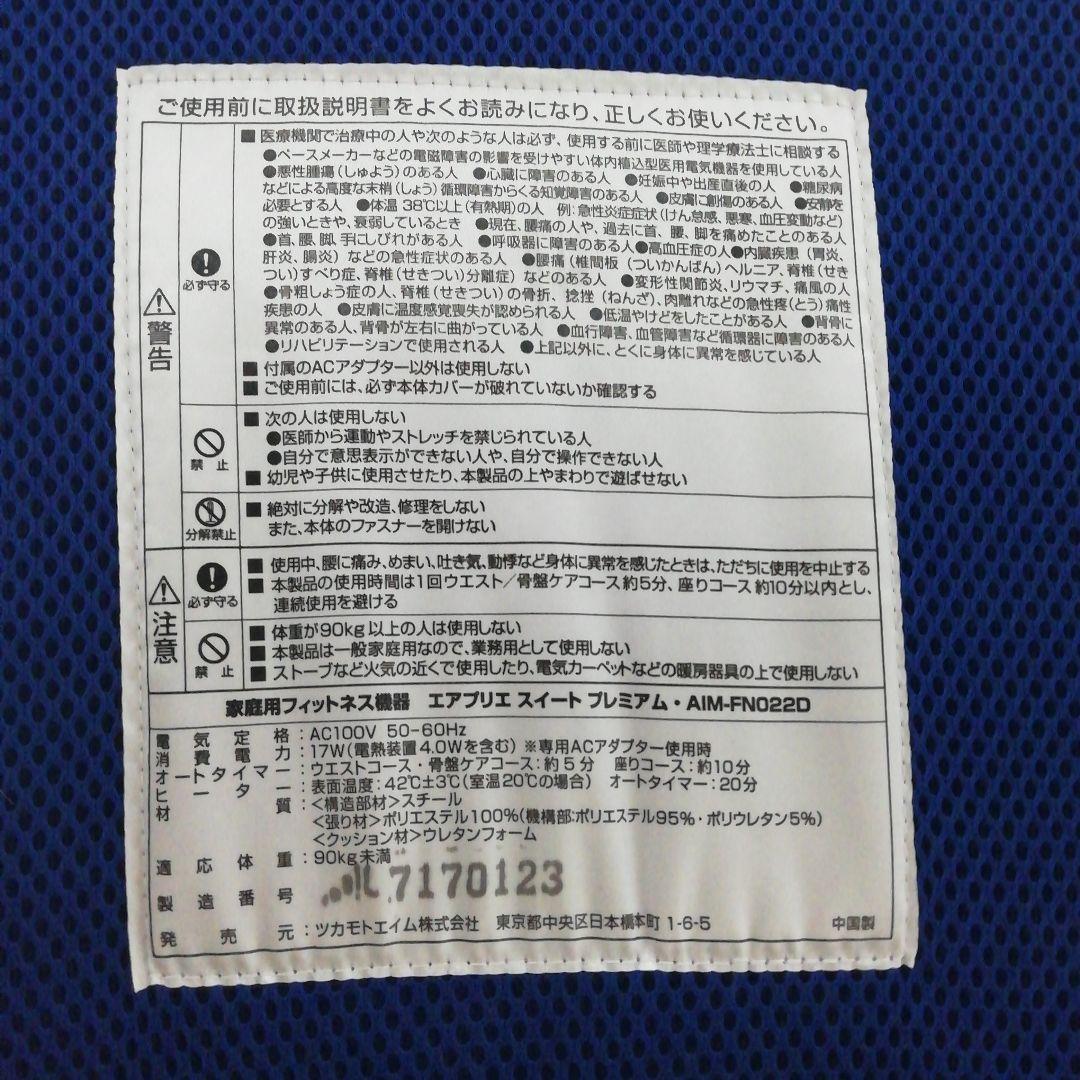 ご使用前に取扱説明書をよくお読みになり、正しくお使いください。
警告
必ず守る
■ 医療機関で治療中の人や次のような人は必ず、使用する前に医師や理学療法士に相談する
●ペースメーカーなどの電磁障害の影響を受けやすい体内植込型医用電気機器を使用している人
●悪性腫瘍(しゅよう)のある人 ●心臓に障害のある人 ●妊娠中や出産直後の人 ●糖尿病
などによる高度な末梢(しょう)循環障害からくる知覚障害のある人 ●皮膚に創傷のある人 ●安静を
必要とする人 ●体温 38℃以上(有熱期)の人 例:急性炎症症状(けん怠感、悪寒、血圧変動など)
の強いときや、衰弱しているとき ●現在、腰痛の人や、過去に首、腰、脚を痛めたことのある人
●首、腰、脚、手にしびれがある人 ●呼吸器に障害のある人●高血圧症の人●内臓疾患(胃炎、
肝炎、腸炎)などの急性症状のある人 ●腰痛(椎間板(ついかんばん)ヘルニア、脊椎(せき
つい)すべり症、脊椎(せきつい)分離症)などのある人 ●変形性関節炎、リウマチ、痛風の人
●骨粗しょう症の人、脊椎(せきつい)の骨折、捻挫(ねんざ)、肉離れなどの急性疼(とう)痛性
疾患の人 ●皮膚に温度感覚喪失が認められる人 ●低温やけどをしたことがある人 ●背骨に
異常のある人、背骨が左右に曲がっている人 ●血行障害、血管障害など循環器に障害のある人
●リハビリテーションで使用される人 ●上記以外に、とくに身体に異常を感じている人
■ 付属のACアダプター以外は使用しない
■ ご使用前には、必ず本体カバーが破れていないか確認する
禁止
■ 次の人は使用しない
●医師から運動やストレッチを禁じられている人
●自分で意思表示ができない人や、自分で操作できない人
■ 幼児や子供に使用させたり、本製品の上やまわりで遊ばせない
分解禁止
■ 絶対に分解や改造、修理をしない
また、本体のファスナーを開けない
注意
必ず守る
■ 使用中、腰に痛み、めまい、吐き気、動悸など身体に異常を感じたときは、ただちに使用を中止する
■ 本製品の使用時間は1回ウエスト/骨盤ケアコース約5分、座りコース約10分以内とし、
連続使用を避ける
禁止
■ 体重が90kg以上の人は使用しない
■ 本製品は一般家庭用なので、業務用として使用しない
■ ストーブなど火気の近くで使用したり、電気カーペットなどの暖房器具の上で使用しない
家庭用フィットネス機器 エアプリエ スイート プレミアム・AIM-FN022D
電気定格:AC100V 50-60Hz
消費電力:17W(電熱装置4.0Wを含む) ※専用ACアダプター使用時
オートタイマー:ウエストコース・骨盤ケアコース:約5分 座りコース:約10分
ヒーター:表面温度:42℃±3℃(室温20℃の場合) オートタイマー:20分
材質:<構造部材>スチール
<張り材>ポリエステル100%(機構部:ポリエステル95%・ポリウレタン5%)
<クッション材>ウレタンフォーム
適応体重:90kg未満
製造番号:7170123
発売元:ツカモトエイム株式会社 東京都中央区日本橋本町 1-6-5 中国製